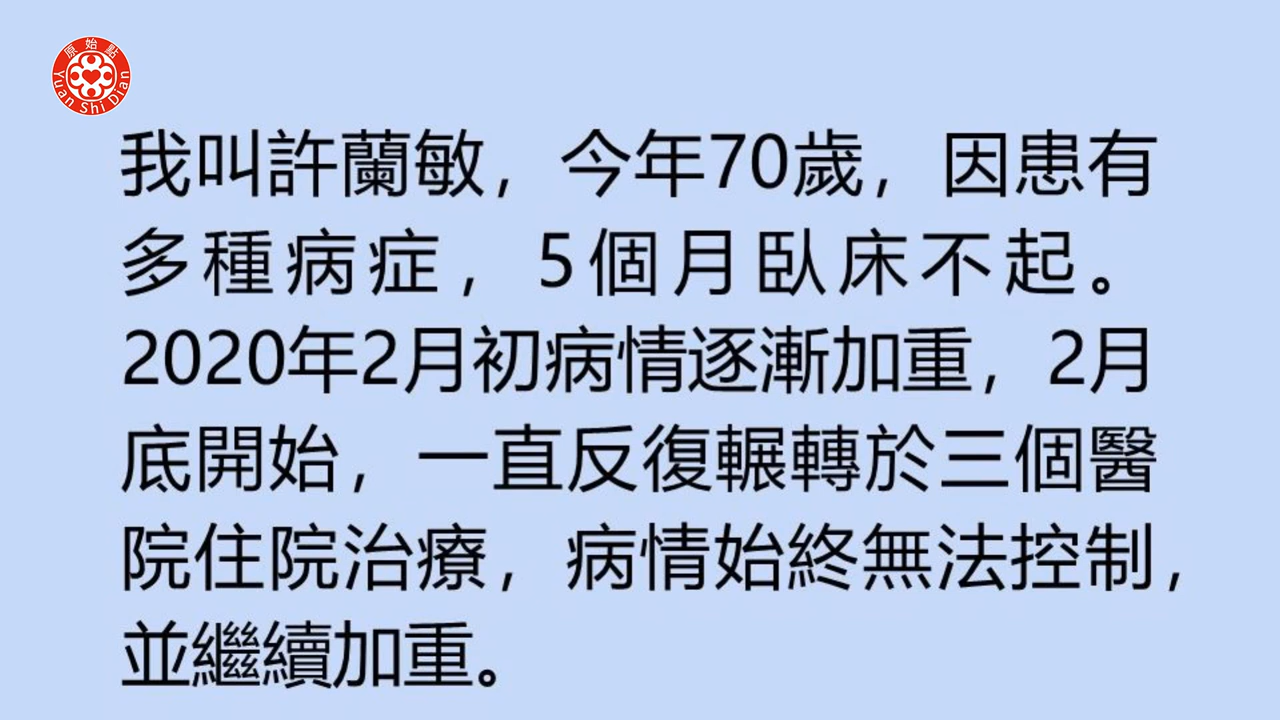 原始點
Yuan Shi Dian
我叫許蘭敏，今年70歲，因患有
多種病症，5個月臥床不起。
2020年2月初病情逐漸加重，2月
底開始，一直反復輾轉於三個醫
院住院治療，病情始終無法控制，
並繼續加重。